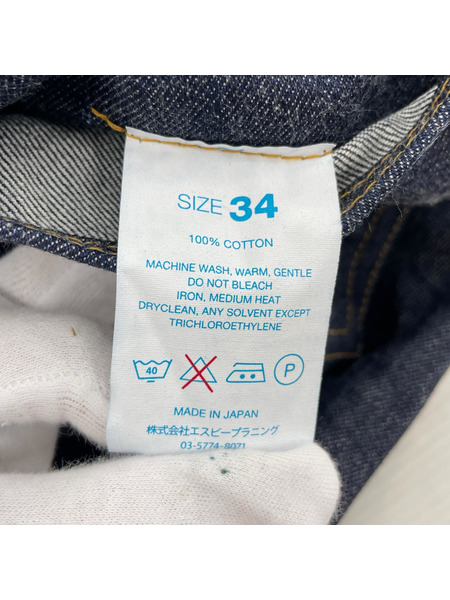 SIZE 34
100% COTTON
MACHINE WASH, WARM, GENTLE
DO NOT BLEACH
IRON, MEDIUM HEAT
DRYCLEAN, ANY SOLVENT EXCEPT
TRICHLOROETHYLENE
40 P
MADE IN JAPAN
株式会社エスピープラニング
03-5774-8071